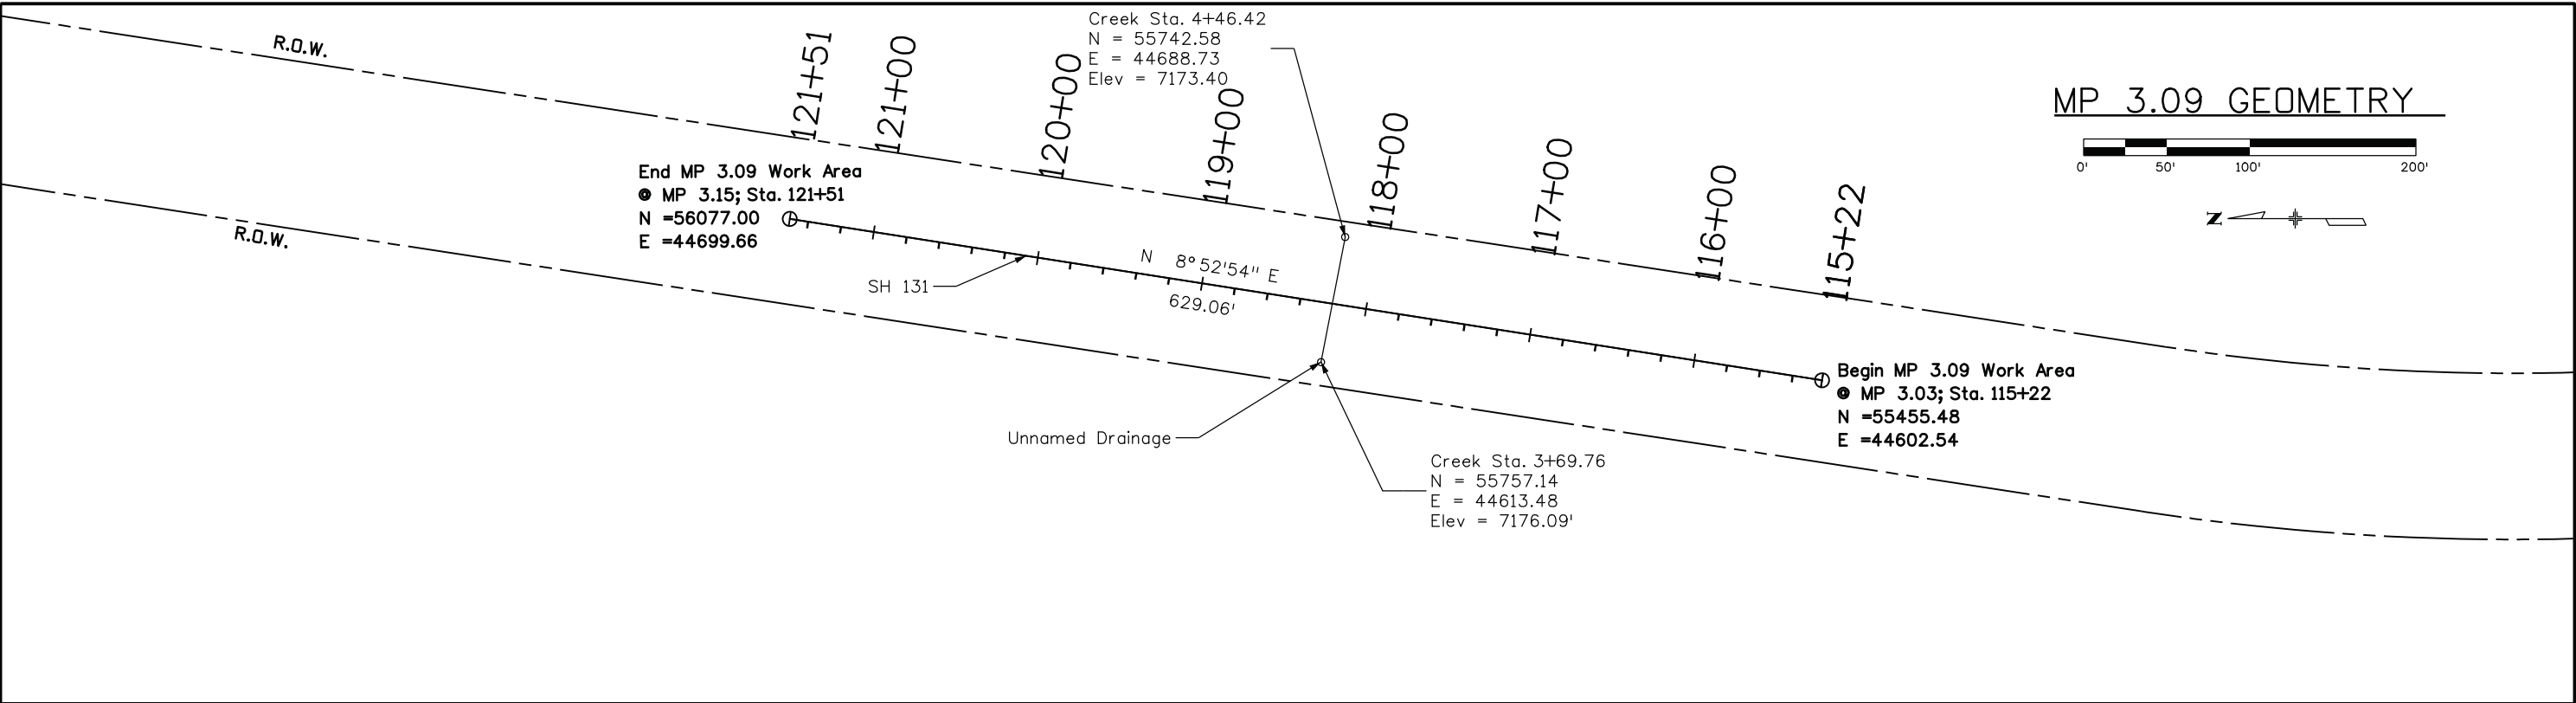 Creek Sta. 4+46.42
N = 55742.58
E = 44688.73
Elev = 7173.40
R.O.W.
121+51
121+00
120+00
119+00
118+00
117+00
116+00
115+22
MP 3.09 GEOMETRY
0' 50' 100' 200'
N
End MP 3.09 Work Area
@ MP 3.15; Sta. 121+51
N =56077.00
E =44699.66
R.O.W.
SH 131
N 8°52'54" E
629.06'
Begin MP 3.09 Work Area
@ MP 3.03; Sta. 115+22
N =55455.48
E =44602.54
Unnamed Drainage
Creek Sta. 3+69.76
N = 55757.14
E = 44613.48
Elev = 7176.09'